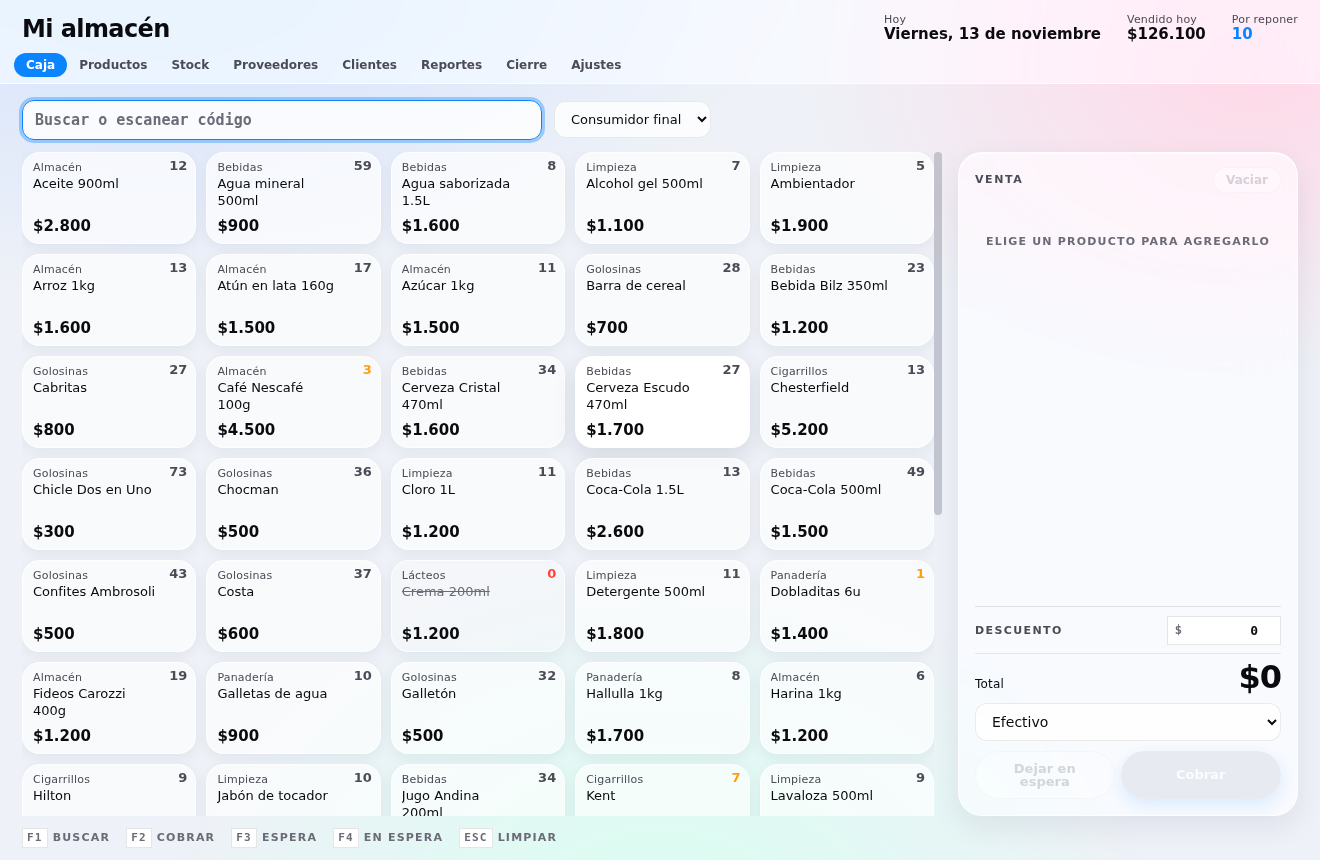 Mi almacén
Hoy
Viernes, 13 de noviembre
Vendido hoy
$126.100
Por reponer
10
Caja Productos Stock Proveedores Clientes Reportes Cierre Ajustes
Buscar o escanear código
Consumidor final
Almacén 12
Aceite 900ml
$2.800
Bebidas 59
Agua mineral
500ml
$900
Bebidas 8
Agua saborizada
1.5L
$1.600
Limpieza 7
Alcohol gel 500ml
$1.100
Limpieza 5
Ambientador
$1.900
Almacén 13
Arroz 1kg
$1.600
Almacén 17
Atún en lata 160g
$1.500
Almacén 11
Azúcar 1kg
$1.500
Golosinas 28
Barra de cereal
$700
Bebidas 23
Bebida Bilz 350ml
$1.200
Golosinas 27
Cabritas
$800
Almacén 3
Café Nescafé
100g
$4.500
Bebidas 34
Cerveza Cristal
470ml
$1.600
Bebidas 27
Cerveza Escudo
470ml
$1.700
Cigarrillos 13
Chesterfield
$5.200
Golosinas 73
Chicle Dos en Uno
$300
Golosinas 36
Chocman
$500
Limpieza 11
Cloro 1L
$1.200
Bebidas 13
Coca-Cola 1.5L
$2.600
Bebidas 49
Coca-Cola 500ml
$1.500
Golosinas 43
Confites Ambrosoli
$500
Golosinas 37
Costa
$600
Lácteos 0
Crema 200ml
$1.200
Limpieza 11
Detergente 500ml
$1.800
Panadería 1
Dobladitas 6u
$1.400
Almacén 19
Fideos Carozzi
400g
$1.200
Panadería 10
Galletas de agua
$900
Golosinas 32
Galletón
$500
Panadería 8
Hallulla 1kg
$1.700
Almacén 6
Harina 1kg
$1.200
Cigarrillos 9
Hilton
Limpieza 10
Jabón de tocador
Bebidas 34
Jugo Andina
200ml
Cigarrillos 7
Kent
Limpieza 9
Lavaloza 500ml
VENTA Vaciar
ELIGE UN PRODUCTO PARA AGREGARLO
DESCUENTO $ 0
Total $0
Efectivo
Dejar en
espera
Cobrar
F1 BUSCAR F2 COBRAR F3 ESPERA F4 EN ESPERA ESC LIMPIAR